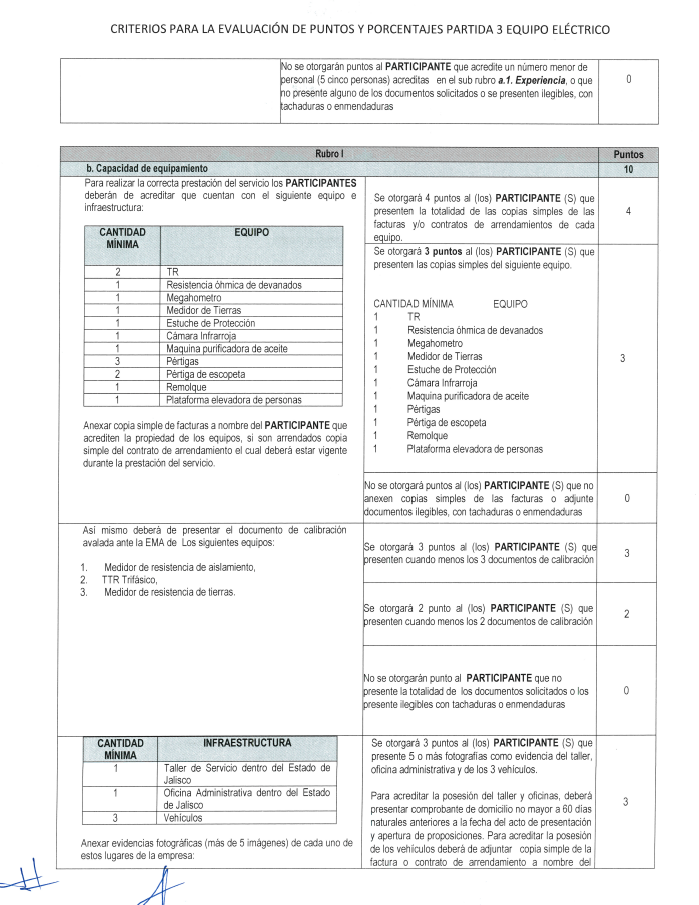 CRITERIOS PARA LA EVALUACIÓN DE PUNTOS Y PORCENTAJES PARTIDA 3 EQUIPO ELÉCTRICO
No se otorgarán puntos al PARTICIPANTE que acredite un número menor de
personal (5 cinco personas) acreditas en el sub rubro a.1. Experiencia, o que
no presente alguno de los documentos solicitados o se presenten ilegibles, con
tachaduras o enmendaduras
0
Rubro I
Puntos
b. Capacidad de equipamiento
10
Para realizar la correcta prestación del servicio los PARTICIPANTES
deberán de acreditar que cuentan con el siguiente equipo e
infraestructura:
CANTIDAD MÍNIMA
EQUIPO
2 TR
1 Resistencia óhmica de devanados
1 Megahometro
1 Medidor de Tierras
1 Estuche de Protección
1 Cámara Infrarroja
1 Maquina purificadora de aceite
3 Pértigas
2 Pértiga de escopeta
1 Remolque
1 Plataforma elevadora de personas
Anexar copia simple de facturas a nombre del PARTICIPANTE que
acrediten la propiedad de los equipos, si son arrendados copia
simple del contrato de arrendamiento el cual deberá estar vigente
durante la prestación del servicio.
Se otorgará 4 puntos al (los) PARTICIPANTE (S) que
presenten la totalidad de las copias simples de las
facturas y/o contratos de arrendamientos de cada
equipo.
4
Se otorgará 3 puntos al (los) PARTICIPANTE (S) que
presenten las copias simples del siguiente equipo.
CANTIDAD MÍNIMA EQUIPO
1 TR
1 Resistencia óhmica de devanados
1 Megahometro
1 Medidor de Tierras
1 Estuche de Protección
1 Cámara Infrarroja
1 Maquina purificadora de aceite
1 Pértigas
1 Pértiga de escopeta
1 Remolque
1 Plataforma elevadora de personas
3
No se otorgará puntos al (los) PARTICIPANTE (S) que no
anexen copias simples de las facturas o adjunte
documentos ilegibles, con tachaduras o enmendaduras
0
Así mismo deberá de presentar el documento de calibración
avalada ante la EMA de Los siguientes equipos:
1. Medidor de resistencia de aislamiento,
2. TTR Trifásico,
3. Medidor de resistencia de tierras.
Se otorgará 3 puntos al (los) PARTICIPANTE (S) que
presenten cuando menos los 3 documentos de calibración
3
Se otorgará 2 punto al (los) PARTICIPANTE (S) que
presenten cuando menos los 2 documentos de calibración
2
No se otorgarán punto al PARTICIPANTE que no
presente la totalidad de los documentos solicitados o los
presente ilegibles con tachaduras o enmendaduras
0
CANTIDAD MÍNIMA
INFRAESTRUCTURA
1 Taller de Servicio dentro del Estado de
Jalisco
1 Oficina Administrativa dentro del Estado
de Jalisco
3 Vehículos
Anexar evidencias fotográficas (más de 5 imágenes) de cada uno de
estos lugares de la empresa:
Se otorgará 3 puntos al (los) PARTICIPANTE (S) que
presente 5 o más fotografías como evidencia del taller,
oficina administrativa y de los 3 vehículos.
Para acreditar la posesión del taller y oficinas, deberá
presentar comprobante de domicilio no mayor a 60 días
naturales anteriores a la fecha del acto de presentación
y apertura de proposiciones. Para acreditar la posesión
de los vehículos deberá de adjuntar copia simple de la
factura o contrato de arrendamiento a nombre del
3